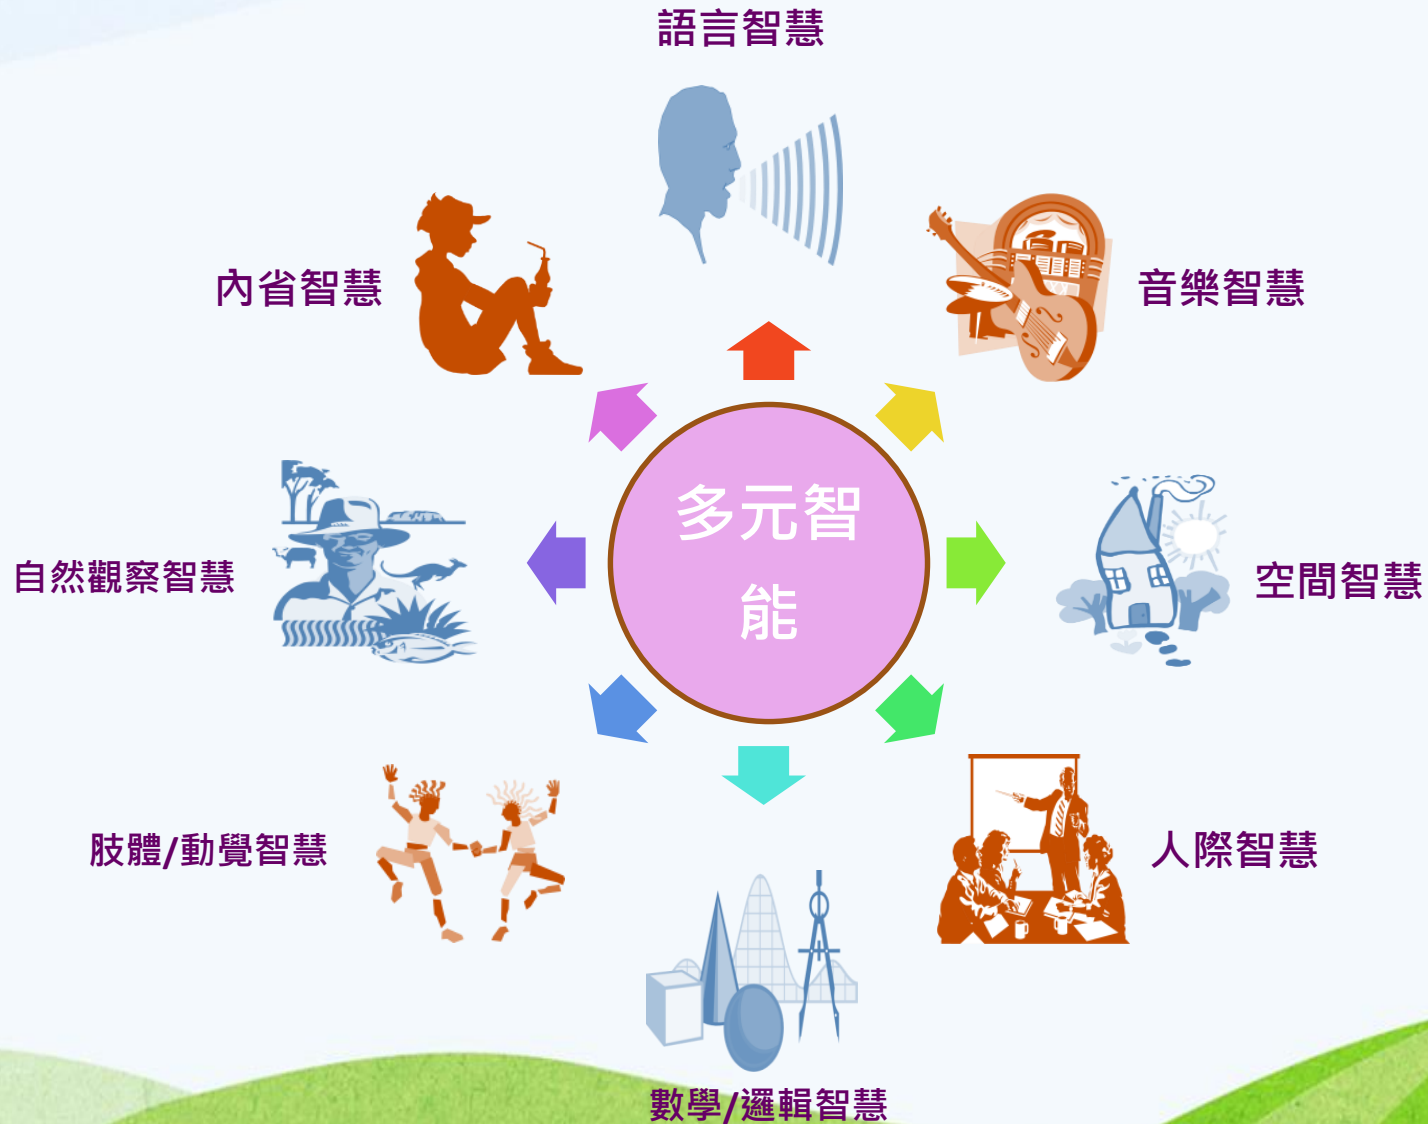 語言智慧
內省智慧
音樂智慧
多元智
能
自然觀察智慧
空間智慧
肢體/動覺智慧
人際智慧
數學/邏輯智慧